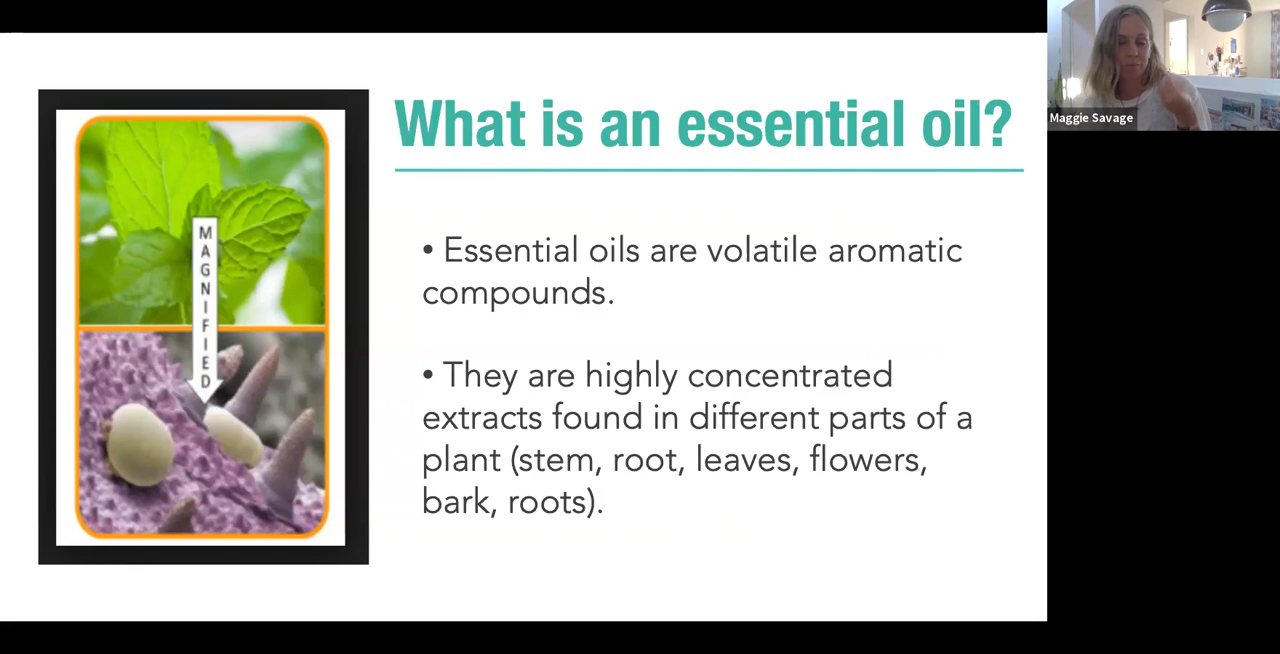 What is an essential oil?
• Essential oils are volatile aromatic
compounds.
• They are highly concentrated
extracts found in different parts of a
plant (stem, root, leaves, flowers,
bark, roots).
MAGNIFIED
Maggie Savage